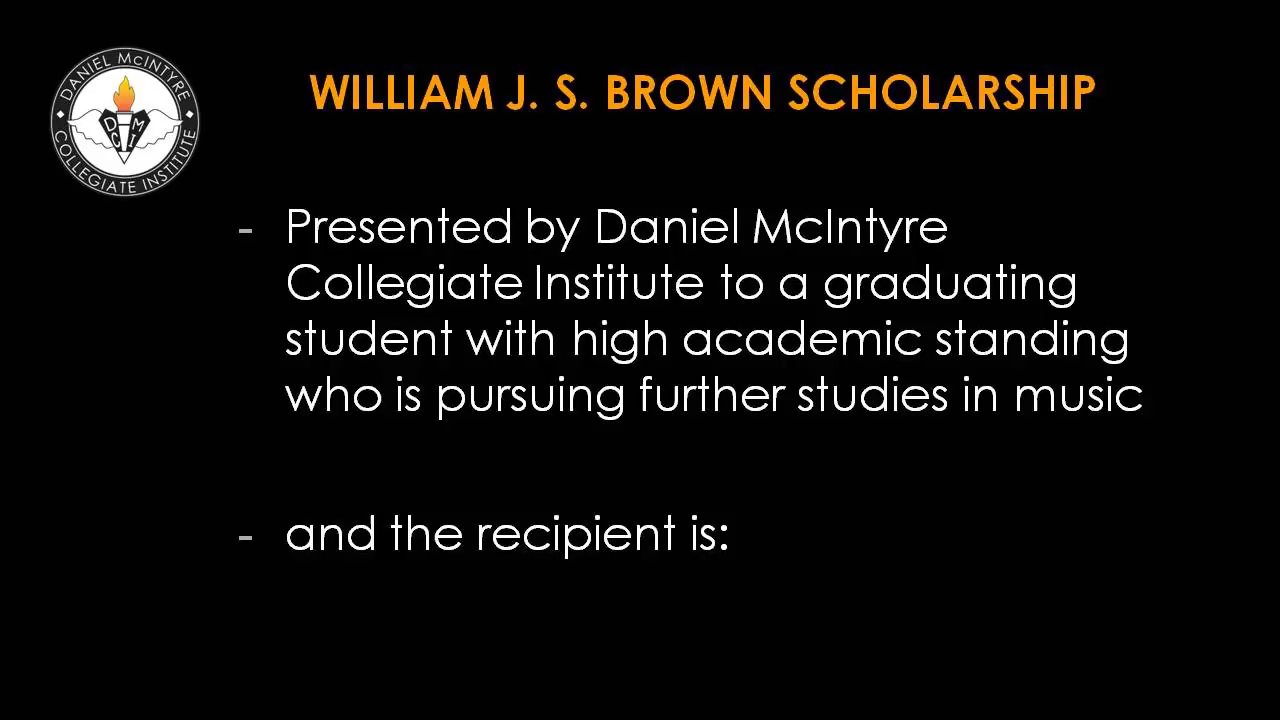 DANIEL McINTYRE
COLLEGIATE INSTITUTE
D M
C I
WILLIAM J. S. BROWN SCHOLARSHIP
- Presented by Daniel McIntyre
Collegiate Institute to a graduating
student with high academic standing
who is pursuing further studies in music
- and the recipient is: